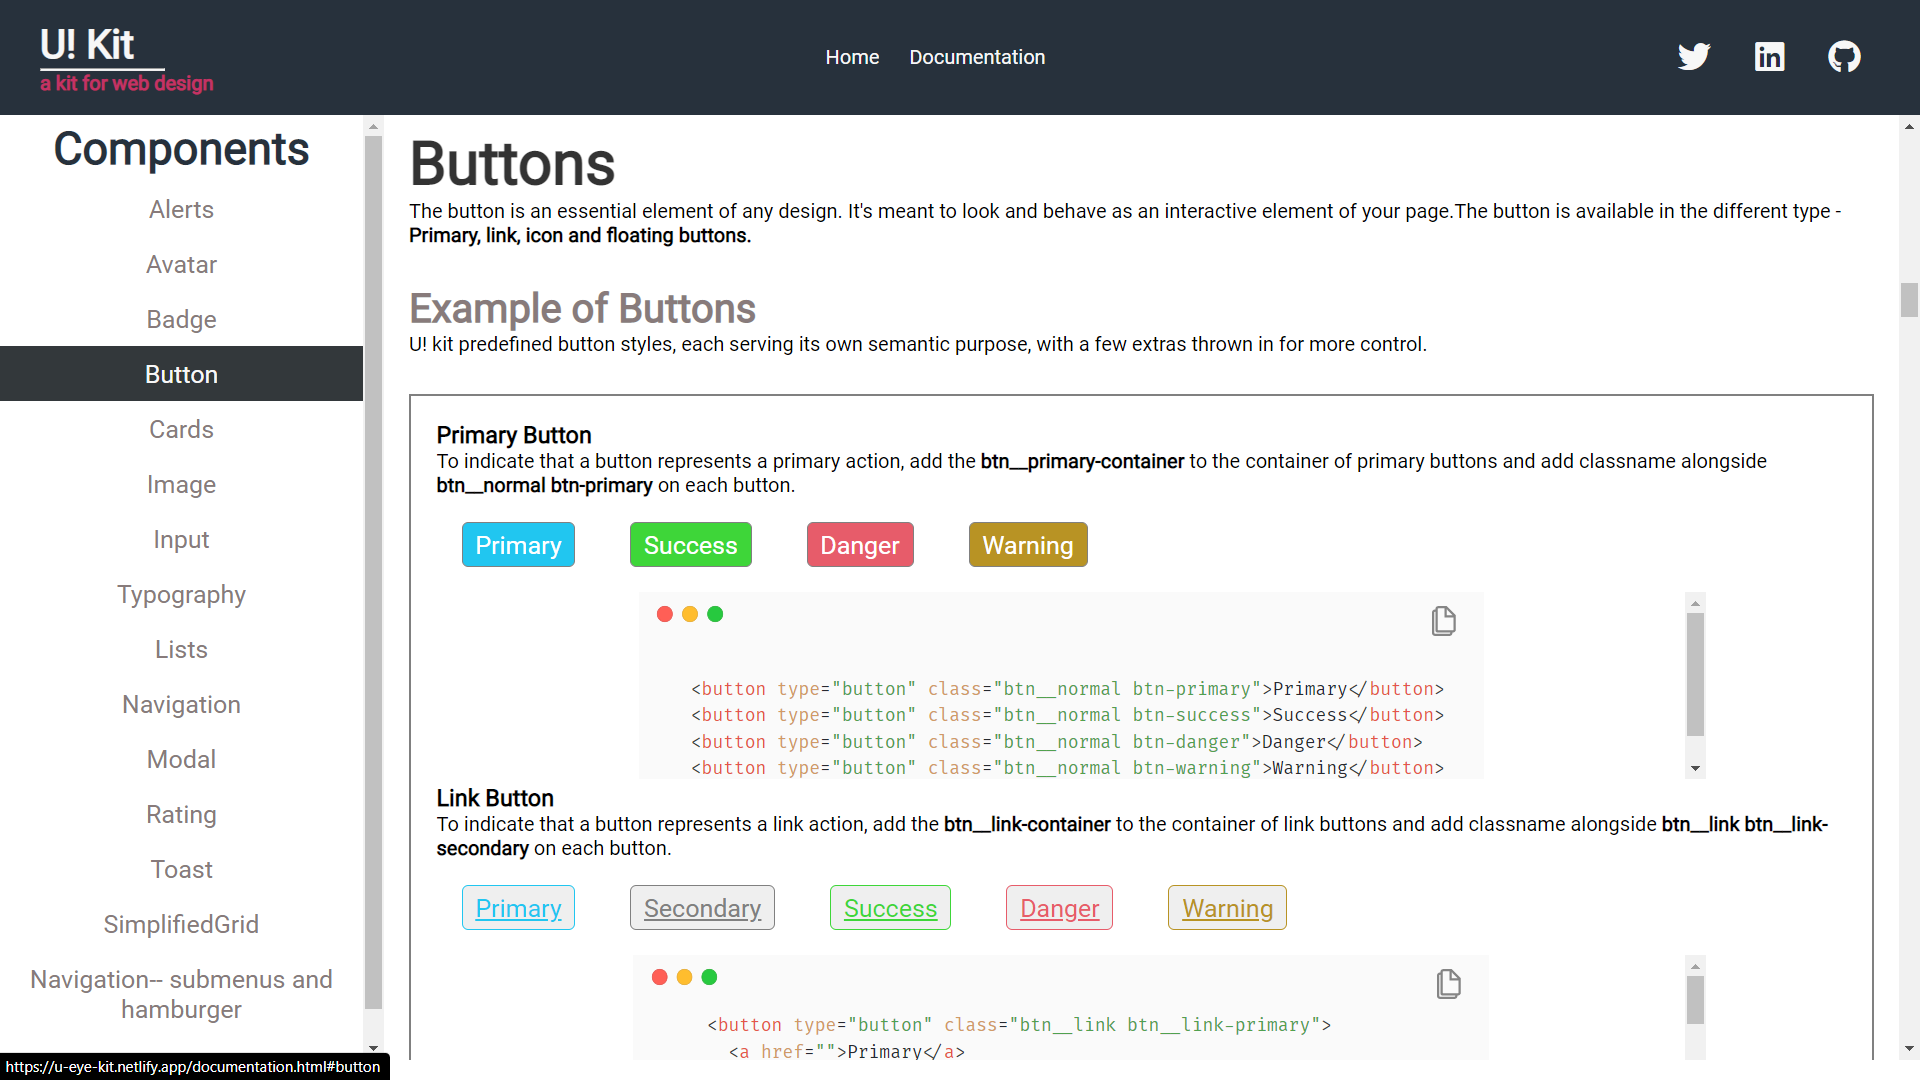 U! Kit
a kit for web design
Home
Documentation
Components
Alerts
Avatar
Badge
Button
Cards
Image
Input
Typography
Lists
Navigation
Modal
Rating
Toast
SimplifiedGrid
Navigation-- submenus and
hamburger
Buttons
The button is an essential element of any design. It's meant to look and behave as an interactive element of your page.The button is available in the different type -
Primary, link, icon and floating buttons.
Example of Buttons
U! kit predefined button styles, each serving its own semantic purpose, with a few extras thrown in for more control.
Primary Button
To indicate that a button represents a primary action, add the btn__primary-container to the container of primary buttons and add classname alongside
btn__normal btn-primary on each button.
Primary
Success
Danger
Warning
<button type="button" class="btn__normal btn-primary">Primary</button>
<button type="button" class="btn__normal btn-success">Success</button>
<button type="button" class="btn__normal btn-danger">Danger</button>
<button type="button" class="btn__normal btn-warning">Warning</button>
Link Button
To indicate that a button represents a link action, add the btn__link-container to the container of link buttons and add classname alongside btn__link btn__link-
secondary on each button.
Primary
Secondary
Success
Danger
Warning
<button type="button" class="btn__link btn__link-primary">
<a href="">Primary</a>
https://u-eye-kit.netlify.app/documentation.html#button